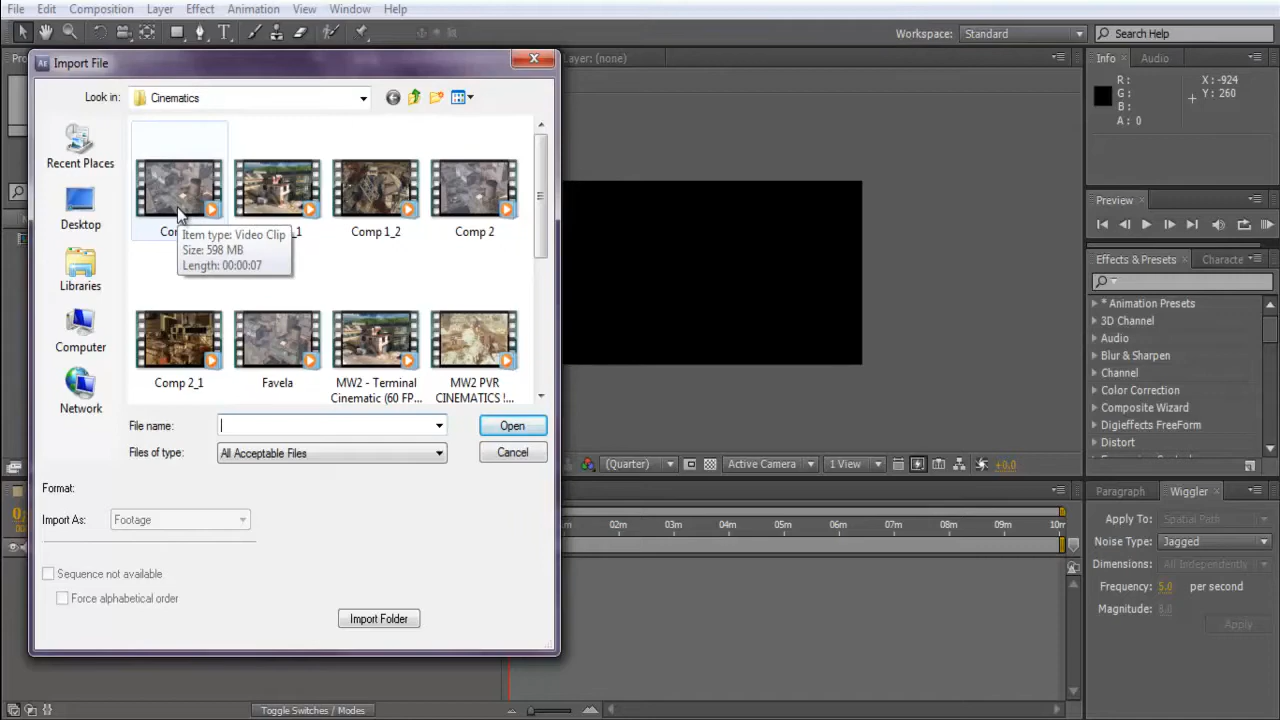 File Edit Composition Layer Effect Animation View Window Help
Workspace: Standard Search Help
Import File
Layer: (none)
Info Audio
Look in: Cinematics
R: X: -924
G: Y: 260
B:
A: 0
Recent Places
Desktop
Libraries
Computer
Network
_1 Comp 1_2 Comp 2
Item type: Video Clip
Size: 598 MB
Length: 00:00:07
Comp 2_1 Favela MW2 - Terminal Cinematic (60 FP... MW2 PVR CINEMATICS !...
Preview
Effects & Presets
* Animation Presets
3D Channel
Audio
Blur & Sharpen
Channel
Color Correction
Composite Wizard
Digieffects FreeForm
Distort
File name: Open
Files of type: All Acceptable Files Cancel
(Quarter) Active Camera 1 View +0.0
Format:
Import As: Footage
Sequence not available
Force alphabetical order
Import Folder
02m 03m 04m 05m 06m 07m 08m 09m
Paragraph Wiggler
Apply To: Spatial Path
Noise Type: Jagged
Dimensions: All Independently
Frequency: 5.0 per second
Magnitude:
Apply
Toggle Switches / Modes